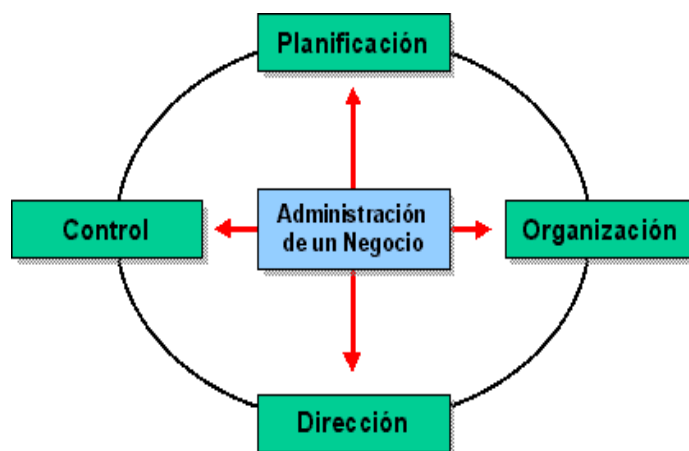 Planificación
Control
Administración
de un Negocio
Organización
Dirección